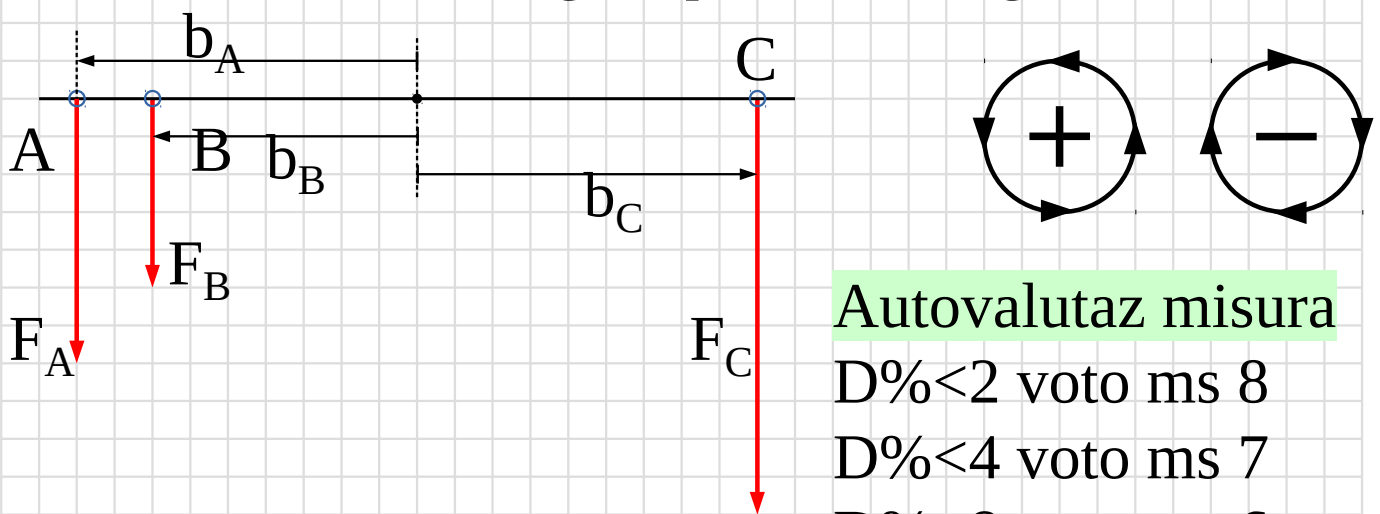 bA
C
A
B
bB
bC
FB
FA
FC
+
−
Autovalutaz misura
D%<2 voto ms 8
D%<4 voto ms 7